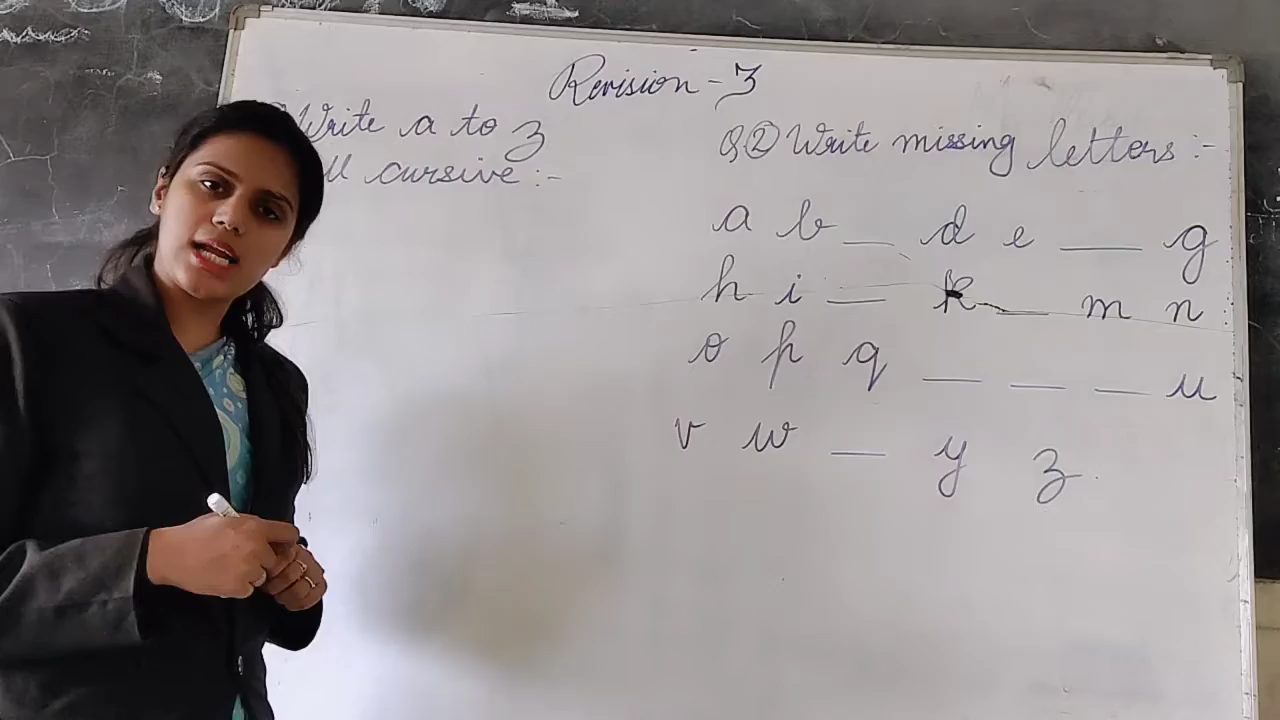 Revision - 3
Write a to z
cursive :-
Q② Write missing letters :-
a b _ d e _ g
h i _ k _ m n
o p q _ _ _ u
v w _ y z